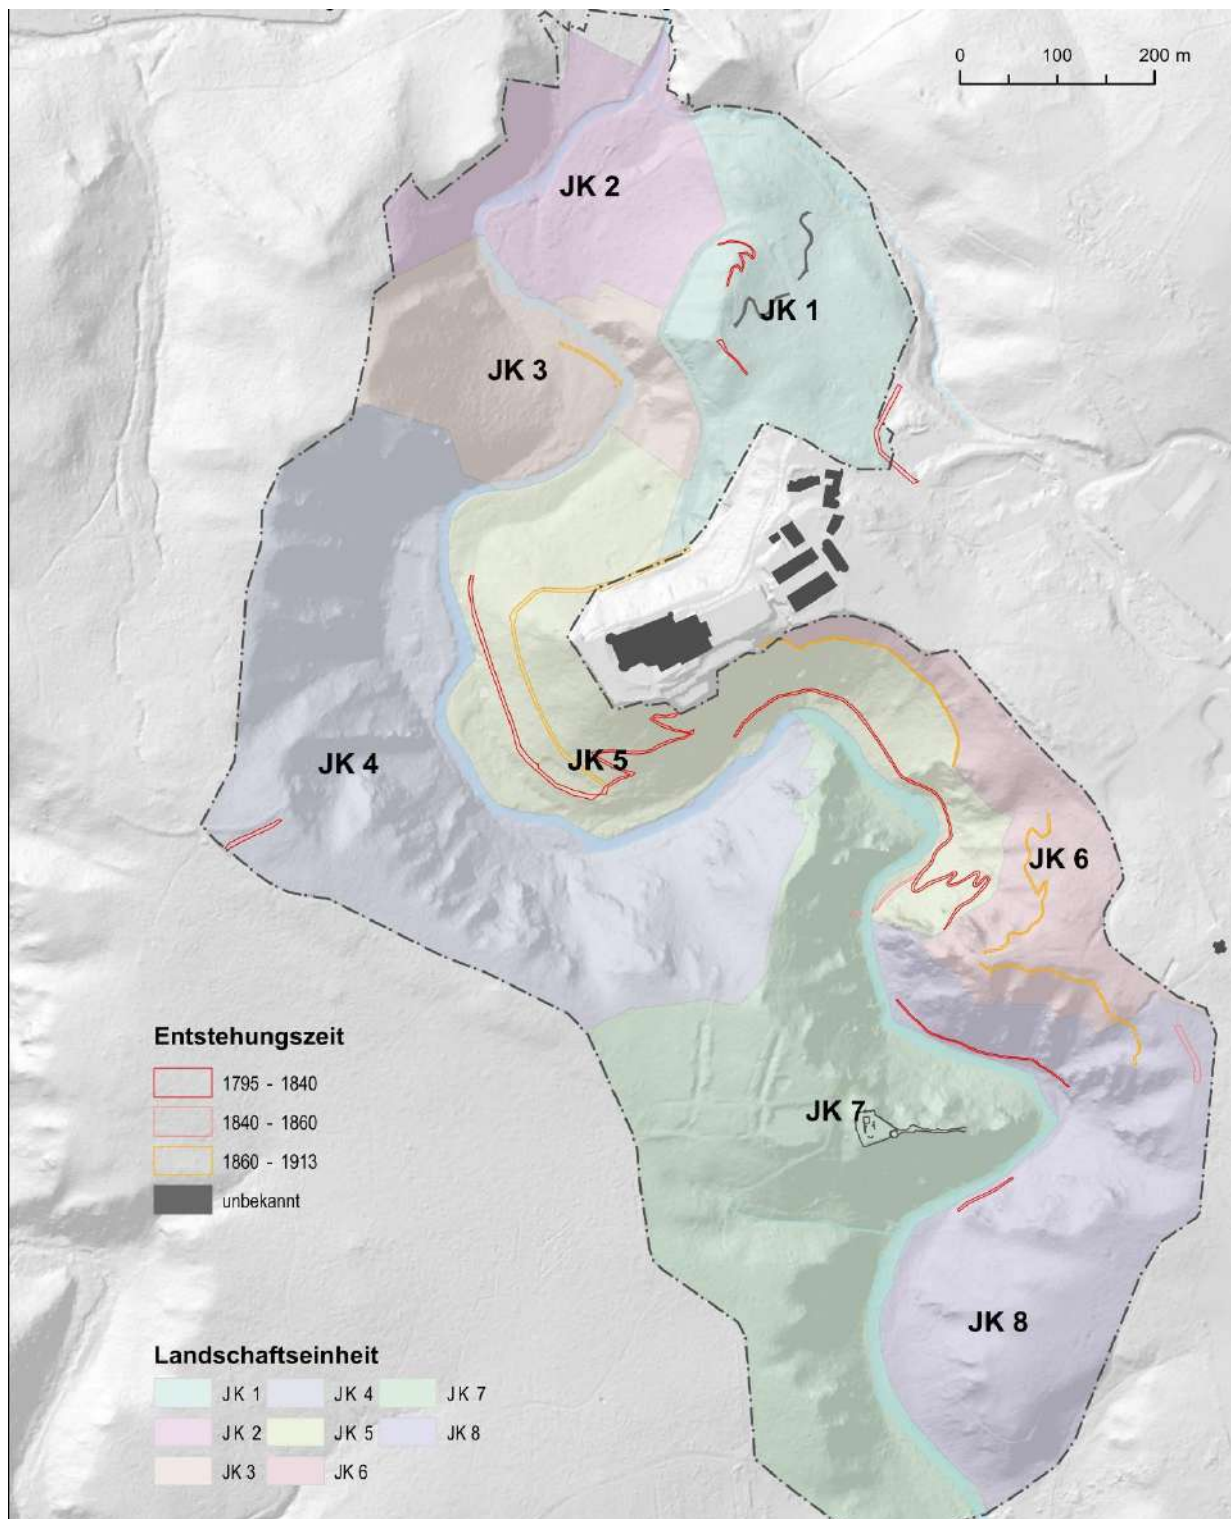 0 100 200 m
JK 2
JK 1
JK 3
JK 5
JK 4
JK 6
JK 7
JK 8
Entstehungszeit
1795 - 1840
1840 - 1860
1860 - 1913
unbekannt
Landschaftseinheit
JK 1 JK 4 JK 7
JK 2 JK 5 JK 8
JK 3 JK 6